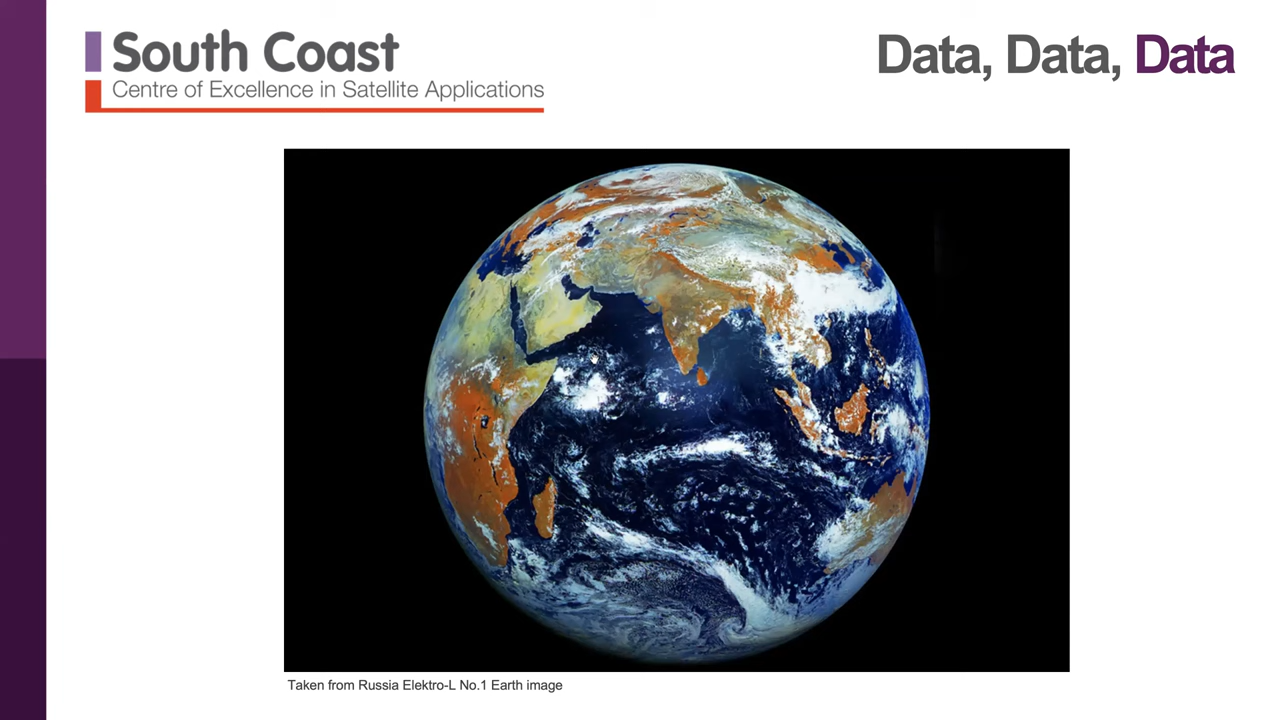 South Coast
Centre of Excellence in Satellite Applications
Data, Data, Data
Taken from Russia Elektro-L No.1 Earth image